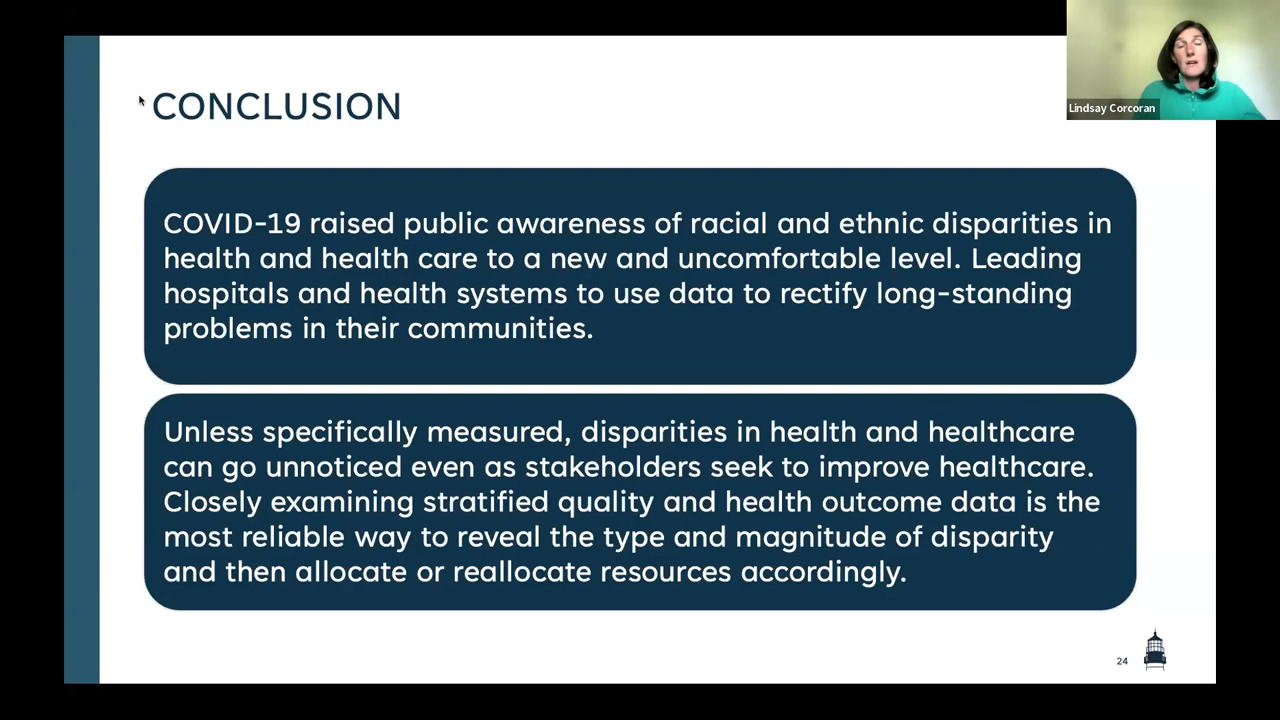 CONCLUSION
COVID-19 raised public awareness of racial and ethnic disparities in
health and health care to a new and uncomfortable level. Leading
hospitals and health systems to use data to rectify long-standing
problems in their communities.
Unless specifically measured, disparities in health and healthcare
can go unnoticed even as stakeholders seek to improve healthcare.
Closely examining stratified quality and health outcome data is the
most reliable way to reveal the type and magnitude of disparity
and then allocate or reallocate resources accordingly.
24
Lindsay Corcoran